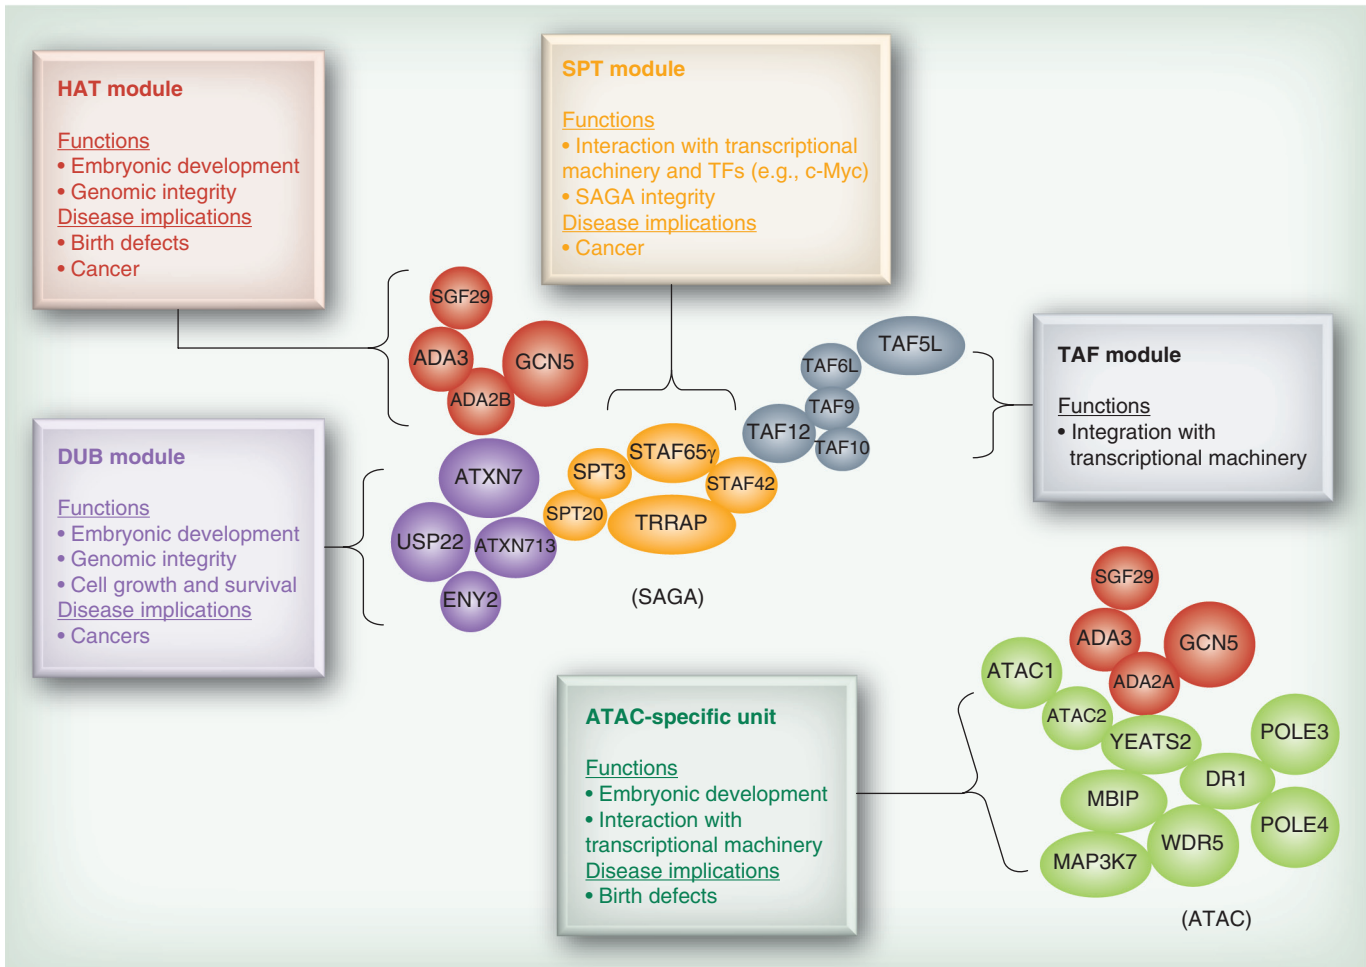 HAT module
Functions
• Embryonic development
• Genomic integrity
Disease implications
• Birth defects
• Cancer
SPT module
Functions
• Interaction with transcriptional
machinery and TFs (e.g., c-Myc)
• SAGA integrity
Disease implications
• Cancer
SGF29
ADA3
GCN5
ADA2B
TAF5L
TAF6L
TAF9
TAF12
TAF10
TAF module
Functions
• Integration with
transcriptional machinery
DUB module
Functions
• Embryonic development
• Genomic integrity
• Cell growth and survival
Disease implications
• Cancers
ATXN7
USP22
ATXN713
ENY2
SPT3
STAF65γ
STAF42
SPT20
TRRAP
(SAGA)
ATAC-specific unit
Functions
• Embryonic development
• Interaction with
transcriptional machinery
Disease implications
• Birth defects
SGF29
ADA3
GCN5
ADA2A
ATAC1
ATAC2
YEATS2
POLE3
DR1
MBIP
POLE4
WDR5
MAP3K7
(ATAC)